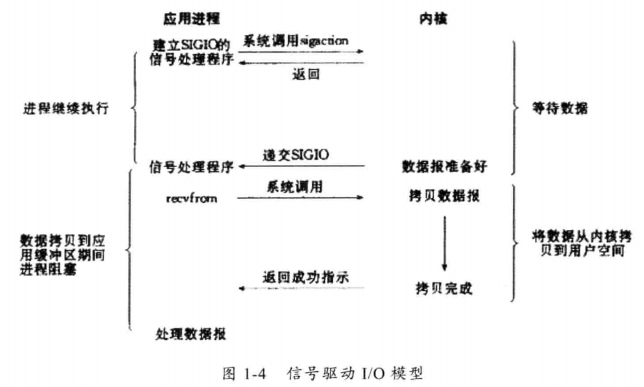 应用进程
内核
建立SIGIO的
信号处理程序
系统调用sigaction
返回
进程继续执行
等待数据
递交SIGIO
信号处理程序
数据报准备好
系统调用
recvfrom
拷贝数据报
数据拷贝到应
用缓冲区期间
进程阻塞
将数据从内核拷
贝到用户空间
返回成功指示
拷贝完成
处理数据报
图 1-4 信号驱动 I/O 模型